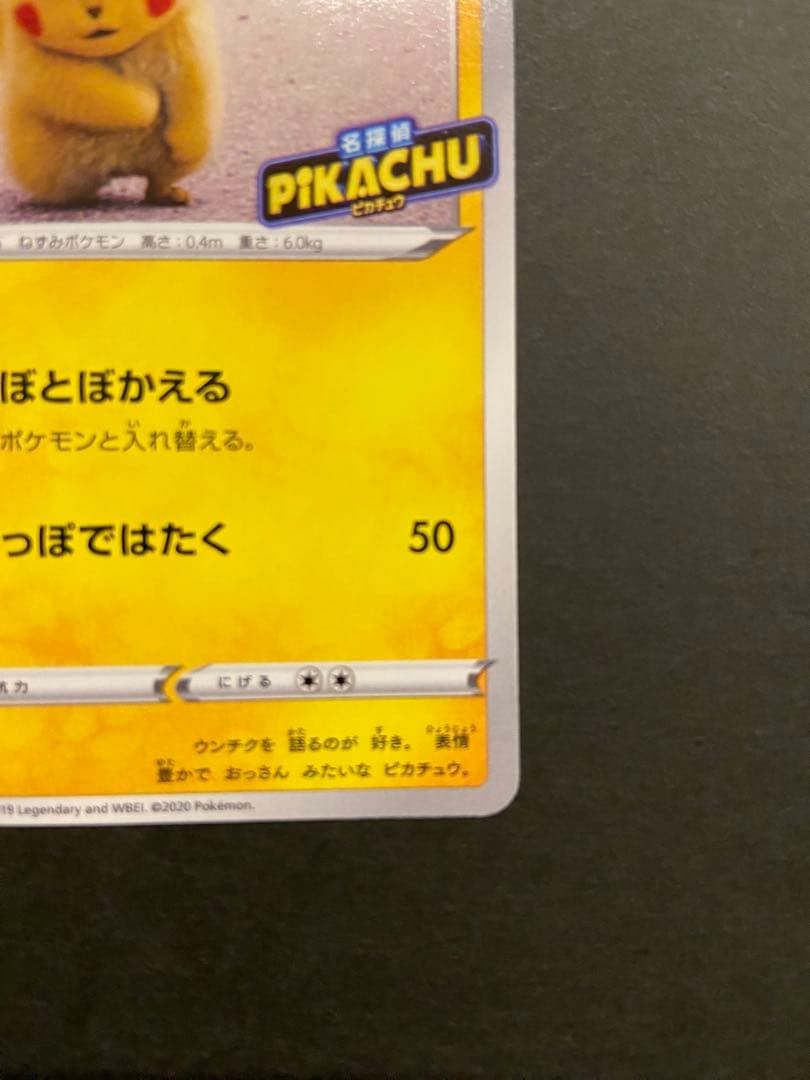 名探偵
PiKACHU
ピカチュウ
ねずみポケモン 高さ:0.4m 重さ:6.0kg
ぼとぼかえる
ポケモンと入れ替える。
っぽではたく 50
抗力
にげる
ウンチクを 語るのが 好き。 表情
豊かで おっさん みたいな ピカチュウ。
19 Legendary and WBEI. ©2020 Pokémon.